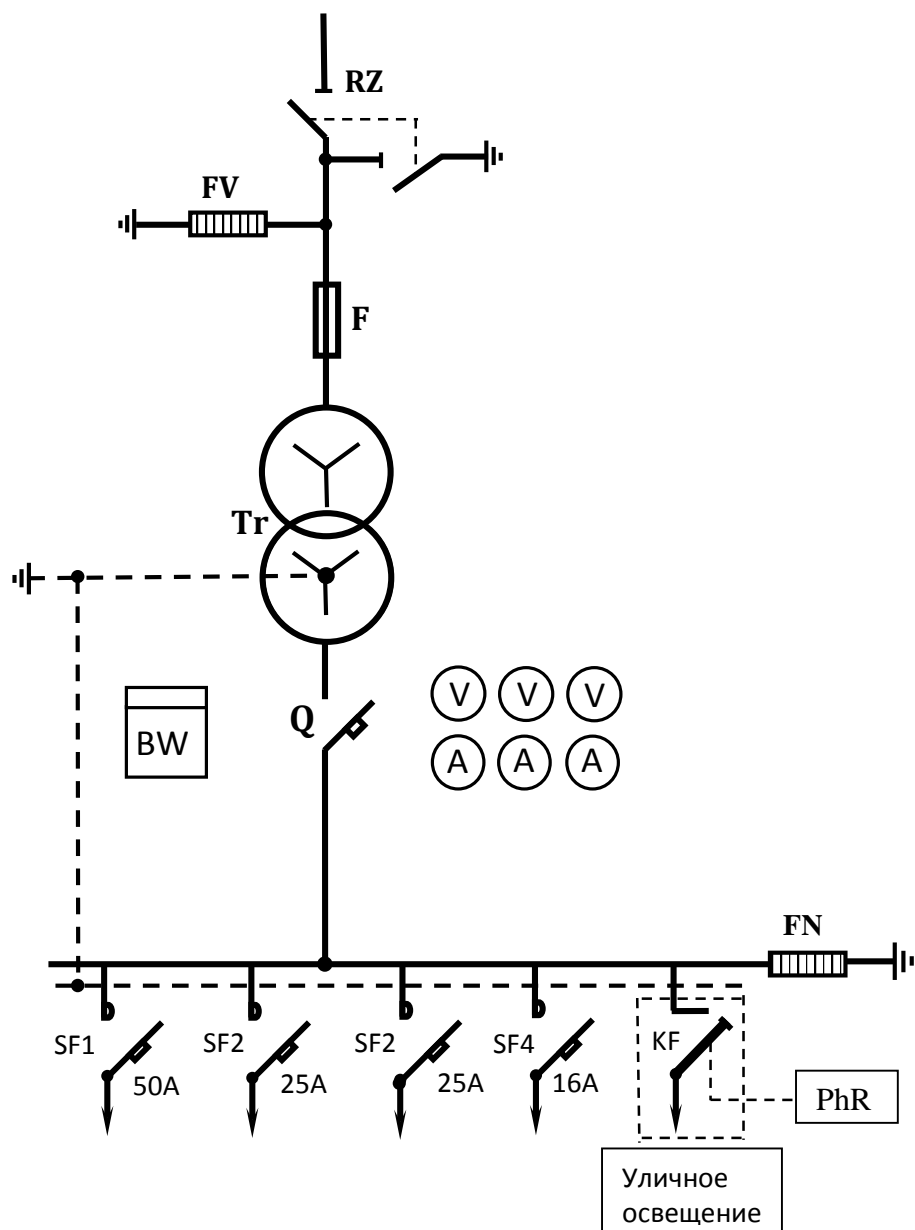 RZ
FV
F
Tr
Q
V V V
BW
A A A
FN
SF1
SF2
SF2
SF4
KF
50A
25A
25A
16A
PhR
Уличное
освещение